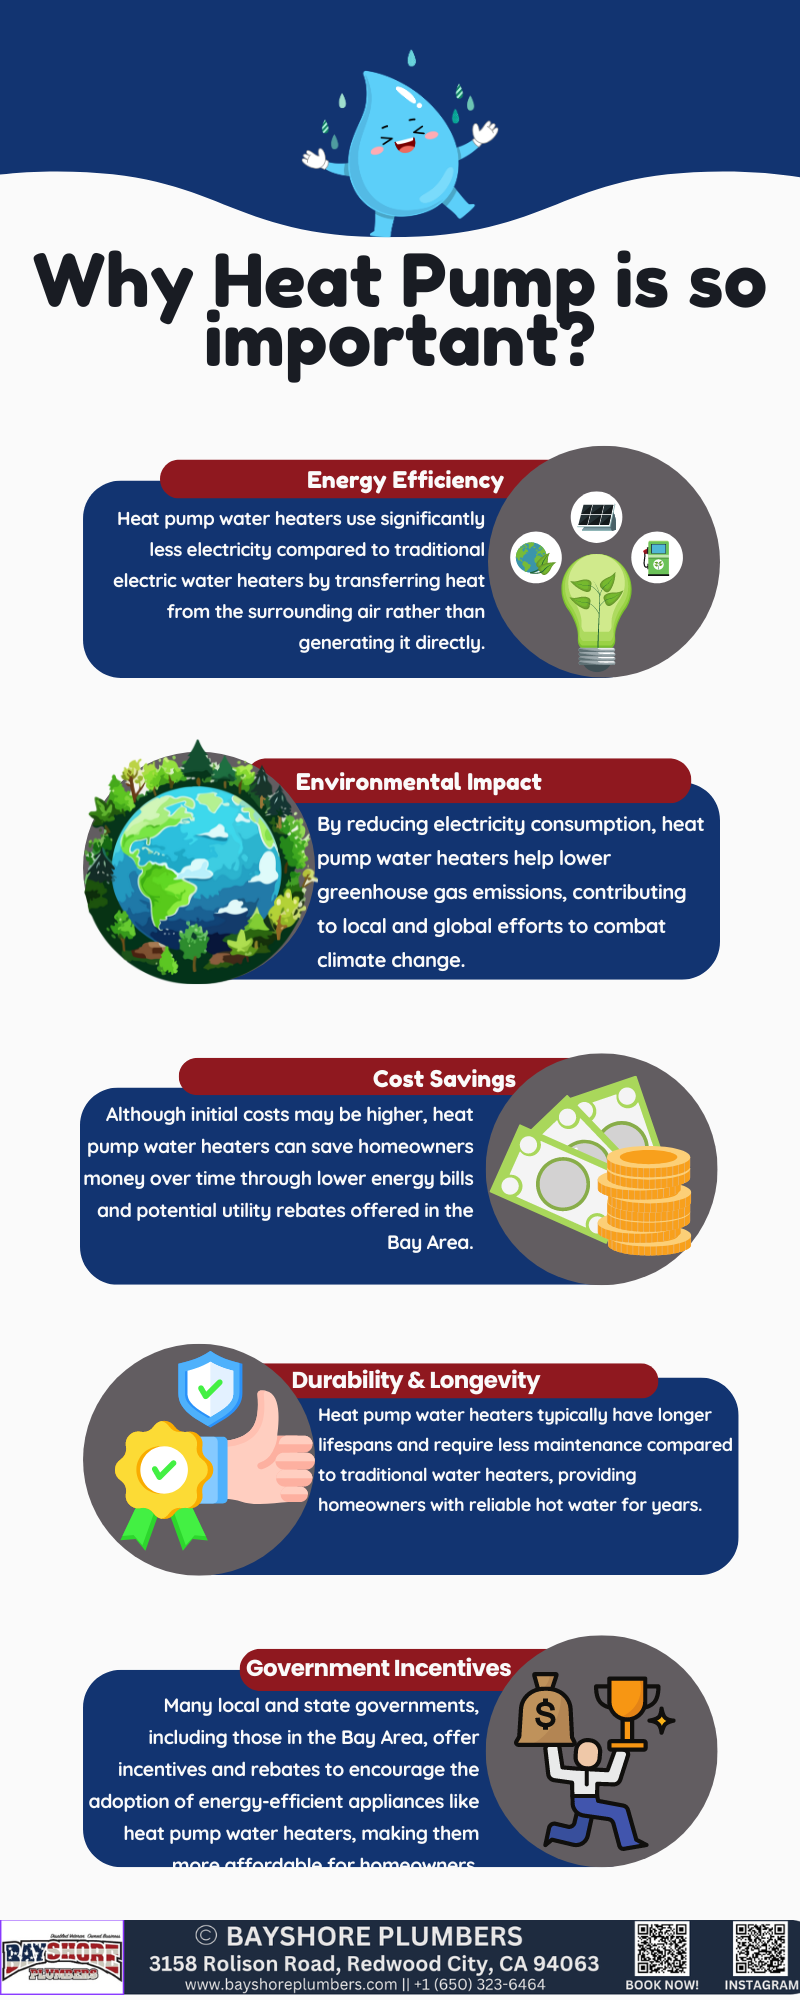 Why Heat Pump is so
important?
Energy Efficiency
Heat pump water heaters use significantly
less electricity compared to traditional
electric water heaters by transferring heat
from the surrounding air rather than
generating it directly.
Environmental Impact
By reducing electricity consumption, heat
pump water heaters help lower
greenhouse gas emissions, contributing
to local and global efforts to combat
climate change.
Cost Savings
Although initial costs may be higher, heat
pump water heaters can save homeowners
money over time through lower energy bills
and potential utility rebates offered in the
Bay Area.
Durability & Longevity
Heat pump water heaters typically have longer
lifespans and require less maintenance compared
to traditional water heaters, providing
homeowners with reliable hot water for years.
Government Incentives
Many local and state governments,
including those in the Bay Area, offer
incentives and rebates to encourage the
adoption of energy-efficient appliances like
heat pump water heaters, making them
more affordable for homeowners.
$
Disabled Veteran Owned Business
BAYSHORE
PLUMBERS
© BAYSHORE PLUMBERS
3158 Rolison Road, Redwood City, CA 94063
www.bayshoreplumbers.com || +1 (650) 323-6464
BOOK NOW!
INSTAGRAM